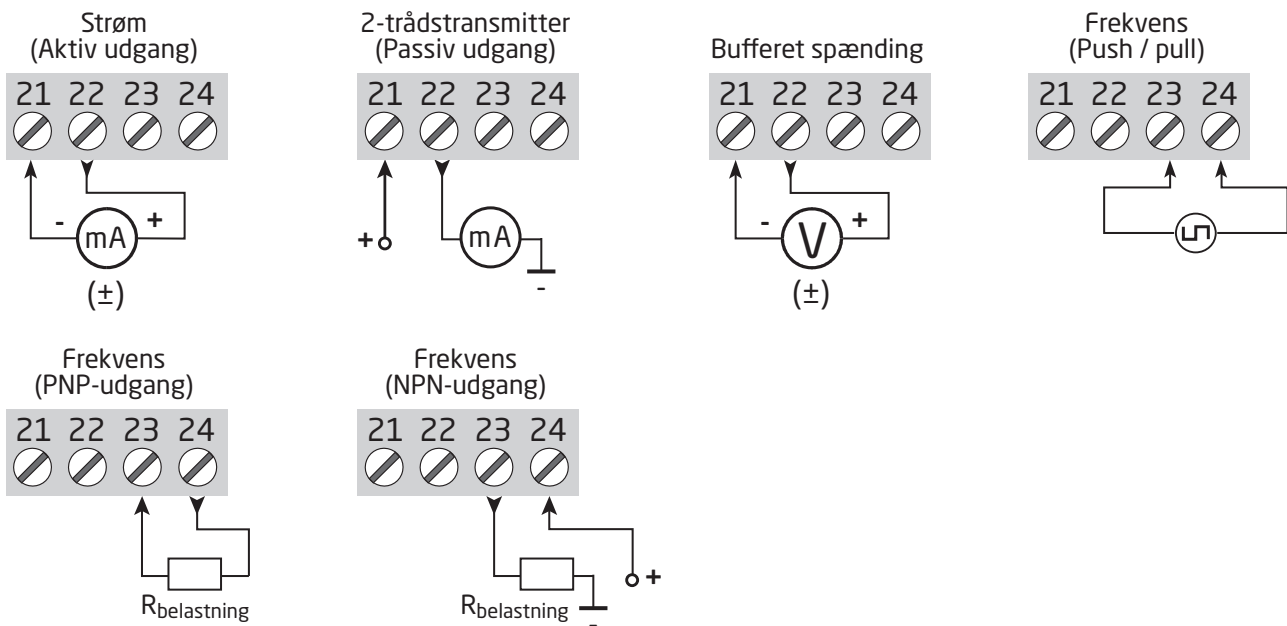 Strøm
(Aktiv udgang)
21 22 23 24
- mA +
(±)
2-trådstransmitter
(Passiv udgang)
21 22 23 24
+ mA
-
Bufferet spænding
21 22 23 24
- V +
(±)
Frekvens
(Push / pull)
21 22 23 24
Frekvens
(PNP-udgang)
21 22 23 24
Rbelastning
Frekvens
(NPN-udgang)
21 22 23 24
+
Rbelastning
-